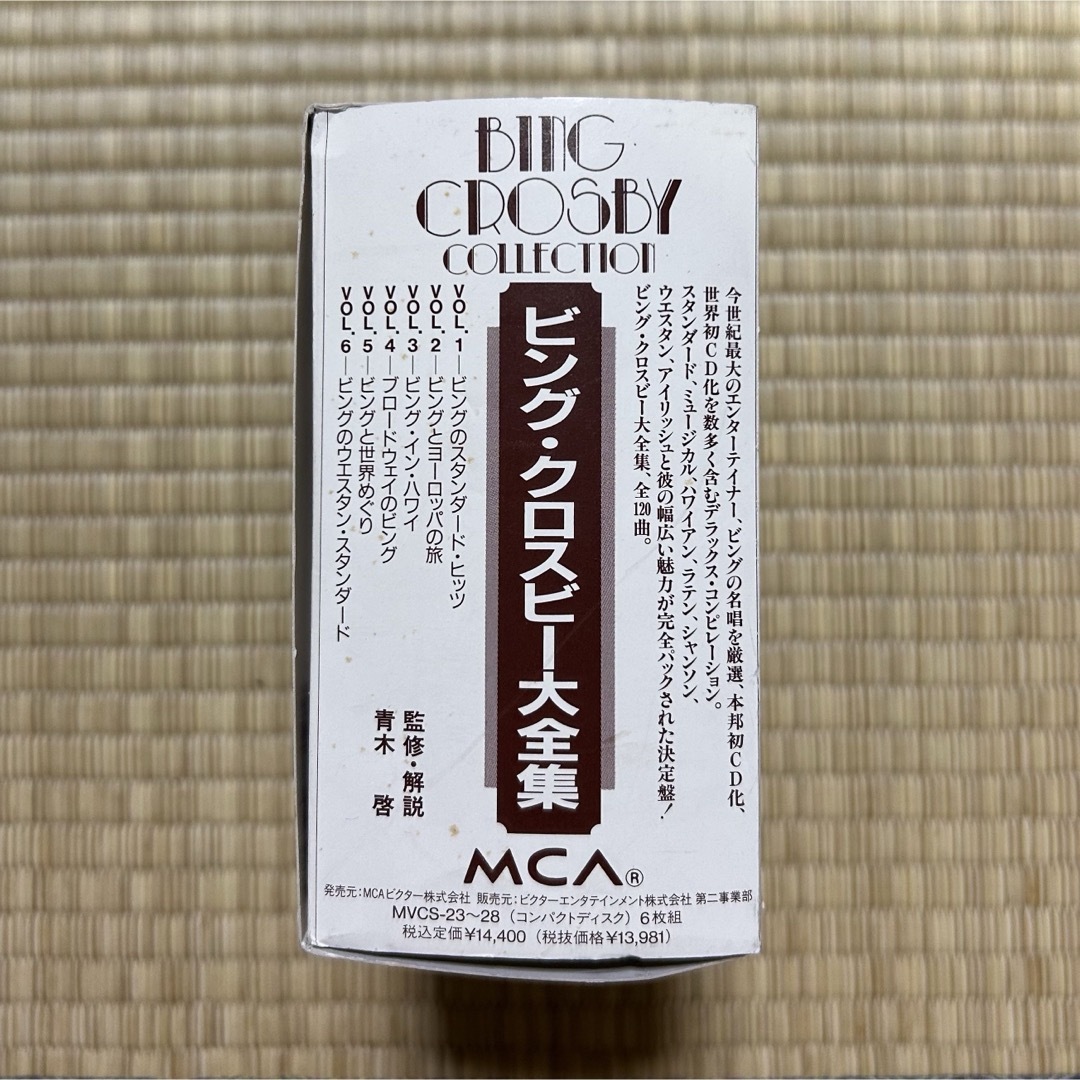 BING
CROSBY
COLLECTION
今世紀最大のエンターテイナー、ビングの名唱を厳選、本邦初CD化、
世界初CD化を数多く含むデラックス・コンピレーション。
スタンダード、ミュージカル、ハワイアン、ラテン、シャンソン、
ウエスタン、アイリッシュと彼の幅広い魅力が完全パックされた決定盤!
ビング・クロスビー大全集、全120曲。
ビング・クロスビー大全集
VOL.1―ビングのスタンダード・ヒッツ
VOL.2―ビングとヨーロッパの旅
VOL.3―ビング・イン・ハワイ
VOL.4―ブロードウェイのビング
VOL.5―ビングと世界めぐり
VOL.6―ビングのウエスタン・スタンダード
監修・解説
青木 啓
MCA®
発売元:MCAビクター株式会社 販売元:ビクターエンタテインメント株式会社 第二事業部
MVCS-23〜28(コンパクトディスク)6枚組
税込定価¥14,400(税抜価格¥13,981)